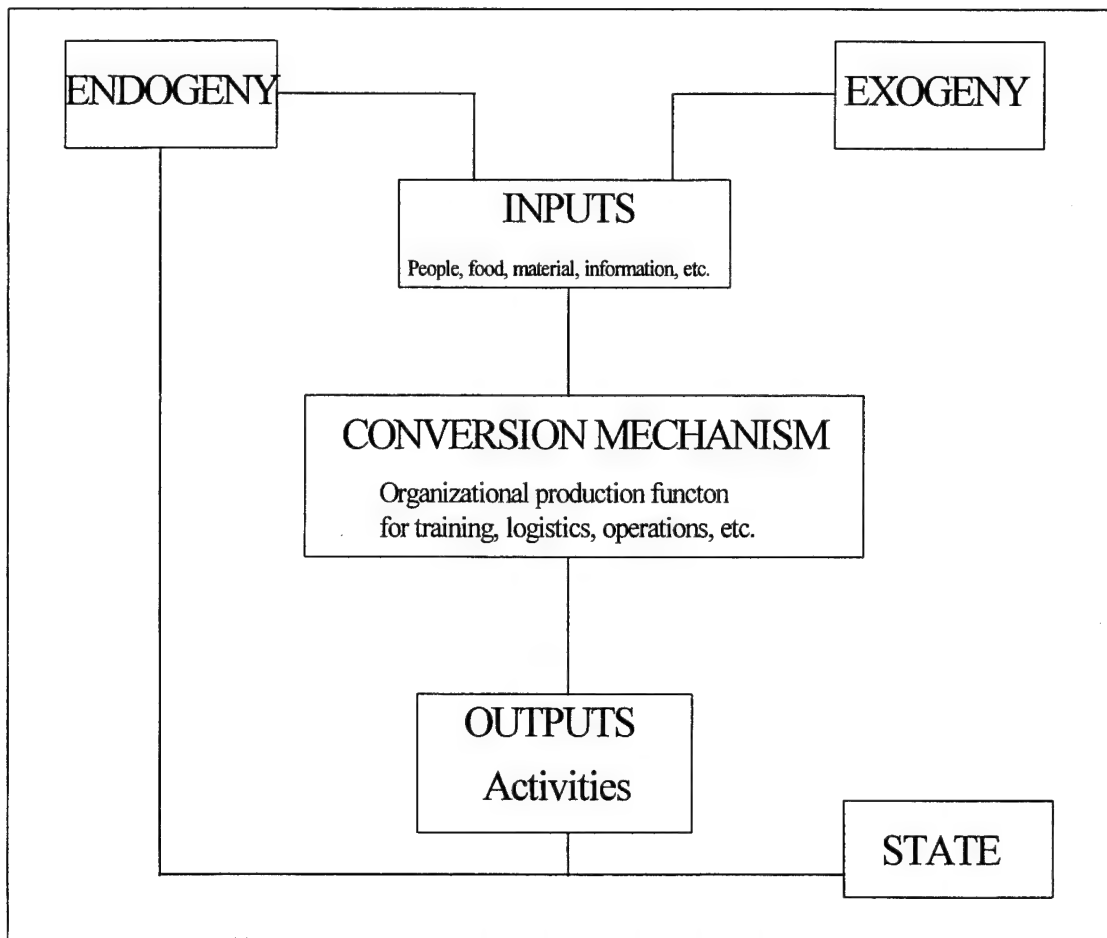 ENDOGENY
EXOGENY
INPUTS
People, food, material, information, etc.
CONVERSION MECHANISM
Organizational production functon
for training, logistics, operations, etc.
OUTPUTS
Activities
STATE